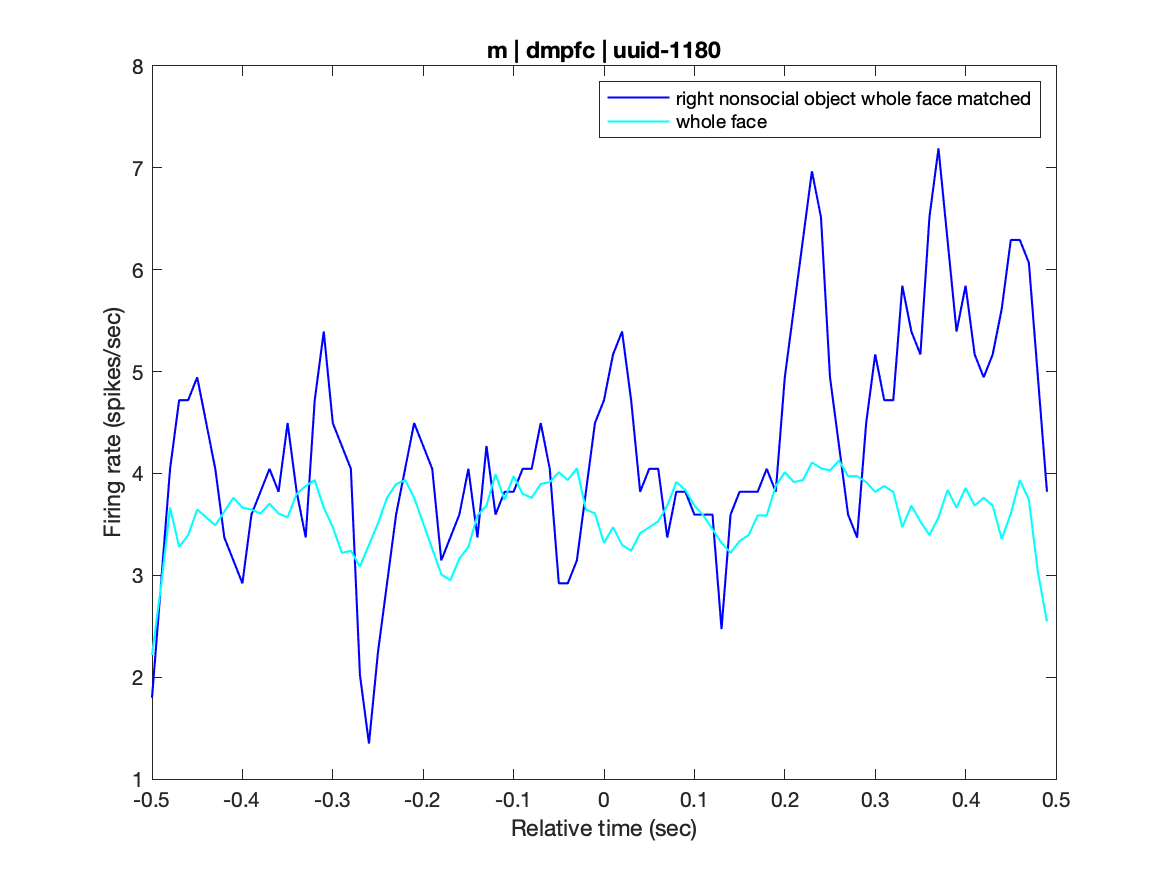 m | dmpfc | uuid-1180
right nonsocial object whole face matched
whole face
8
7
6
5
4
3
2
1
Firing rate (spikes/sec)
-0.5 -0.4 -0.3 -0.2 -0.1 0 0.1 0.2 0.3 0.4 0.5
Relative time (sec)